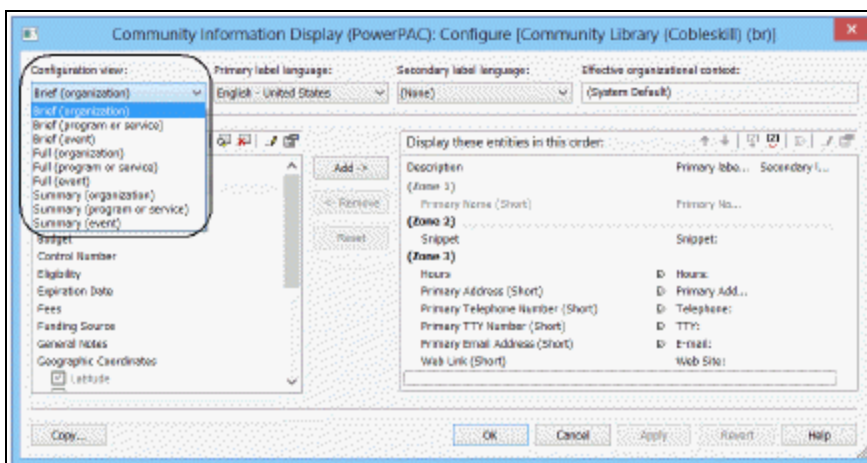 Community Information Display (PowerPAC): Configure [Community Library (Cobleskill) (br)]
Configuration view: Primary label language: Secondary label language: Effective organizational context:
Brief (organization) English - United States (None) (System Default)
Brief (organization)
Brief (program or service)
Brief (event)
Full (organization)
Full (program or service)
Full (event)
Summary (organization)
Summary (program or service)
Summary (event)
Budget
Control Number
Eligibility
Expiration Date
Fees
Funding Source
General Notes
Geographic Coordinates
Latitude
Add ->
<- Remove
Reset
Display these entities in this order:
Description Primary labe... Secondary l...
(Zone 1)
Primary Name (Short) Primary Na...
(Zone 2)
Snippet Snippet:
(Zone 3)
Hours D Hours:
Primary Address (Short) D Primary Add...
Primary Telephone Number (Short) D Telephone:
Primary TTY Number (Short) D TTY:
Primary Email Address (Short) D E-mail:
Web Link (Short) Web Site:
Copy... OK Cancel Apply Revert Help